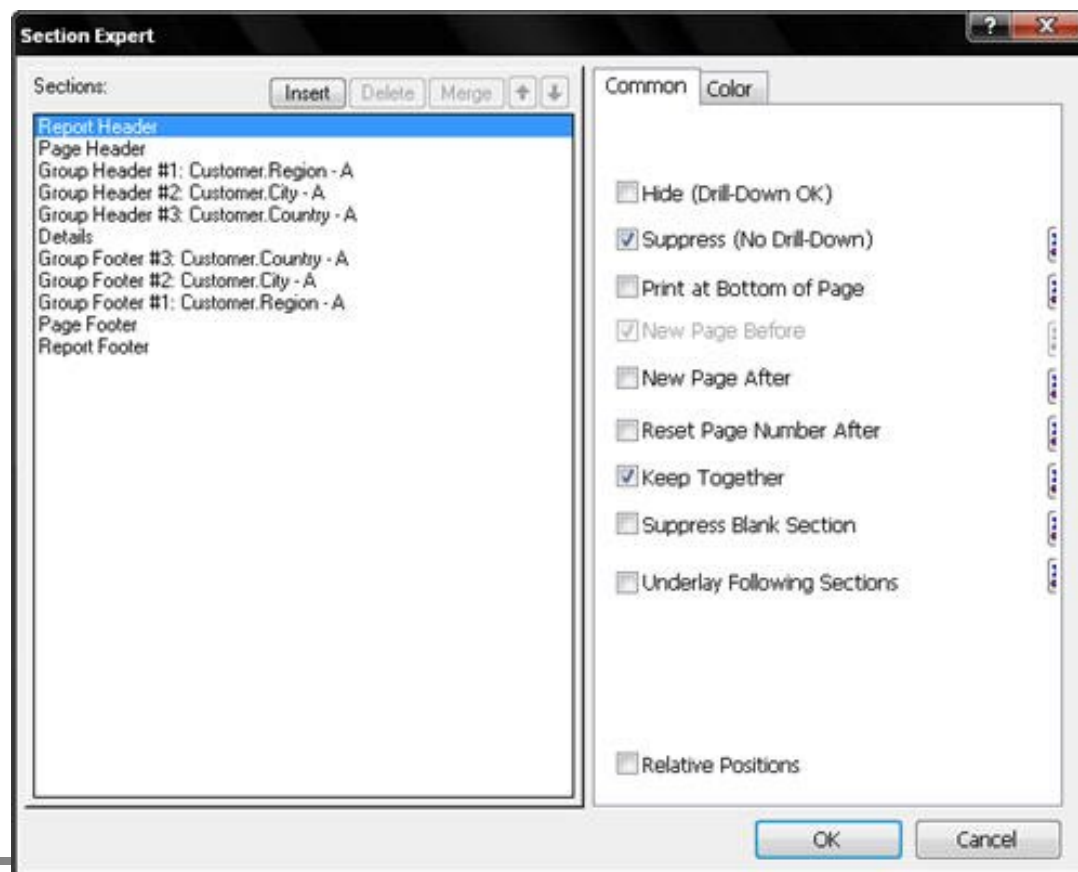 Section Expert
?
X
Sections:
Insert
Delete
Merge
Report Header
Page Header
Group Header #1: Customer.Region - A
Group Header #2: Customer.City - A
Group Header #3: Customer.Country - A
Details
Group Footer #3: Customer.Country - A
Group Footer #2: Customer.City - A
Group Footer #1: Customer.Region - A
Page Footer
Report Footer
Common
Color
Hide (Drill-Down OK)
Suppress (No Drill-Down)
Print at Bottom of Page
New Page Before
New Page After
Reset Page Number After
Keep Together
Suppress Blank Section
Underlay Following Sections
Relative Positions
OK
Cancel